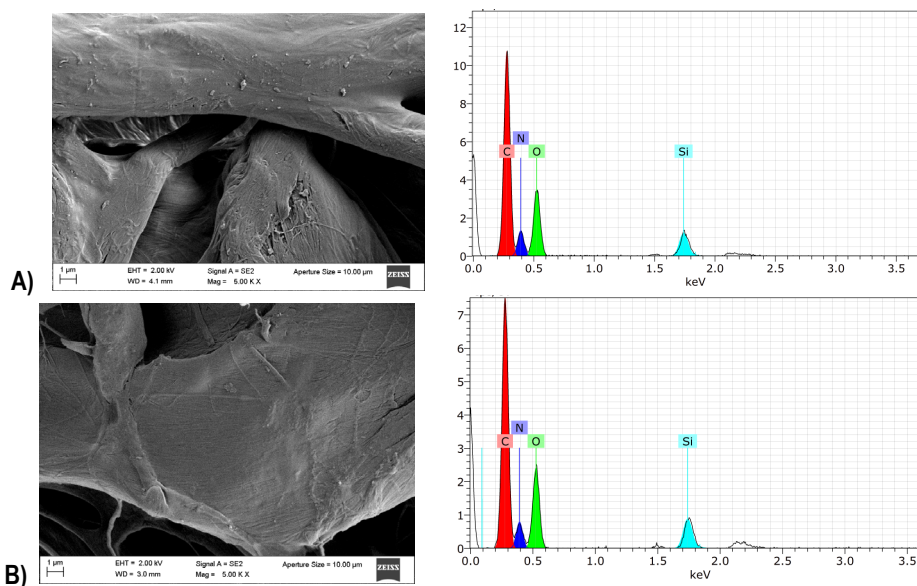 A)
1 µm
EHT = 2.00 kV Signal A = SE2 Aperture Size = 10.00 µm
WD = 4.1 mm Mag = 5.00 K X
ZEISS
12
10
8
6
4
2
0
C N O Si
0.0 0.5 1.0 1.5 2.0 2.5 3.0 3.5
keV
B)
1 µm
EHT = 2.00 kV Signal A = SE2 Aperture Size = 10.00 µm
WD = 3.0 mm Mag = 5.00 K X
ZEISS
7
6
5
4
3
2
1
0
C N O Si
0.0 0.5 1.0 1.5 2.0 2.5 3.0 3.5
keV